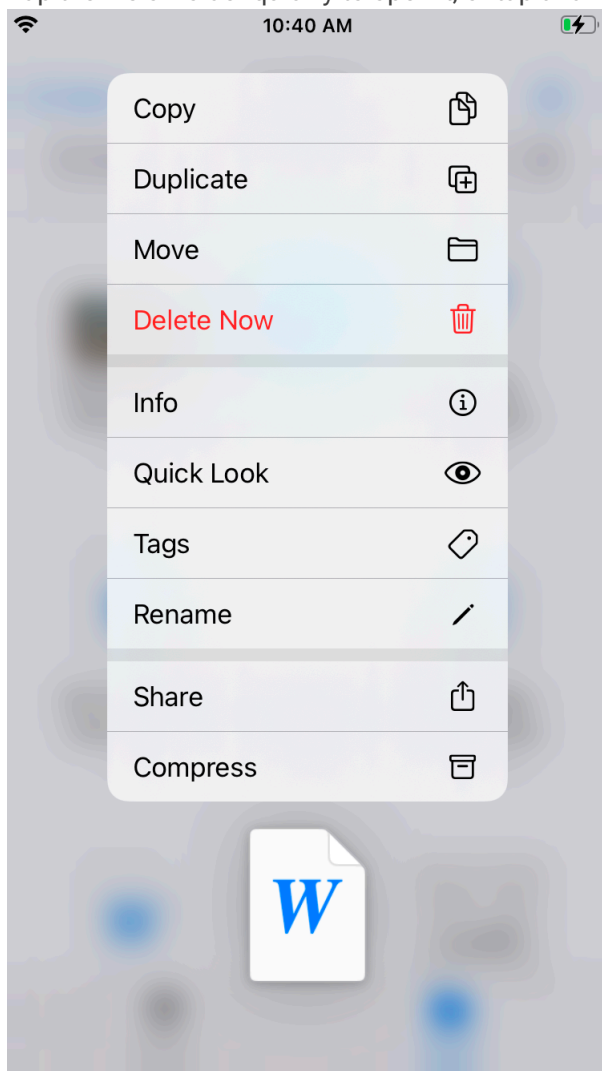 10:40 AM
Copy
Duplicate
Move
Delete Now
Info
Quick Look
Tags
Rename
Share
Compress
W